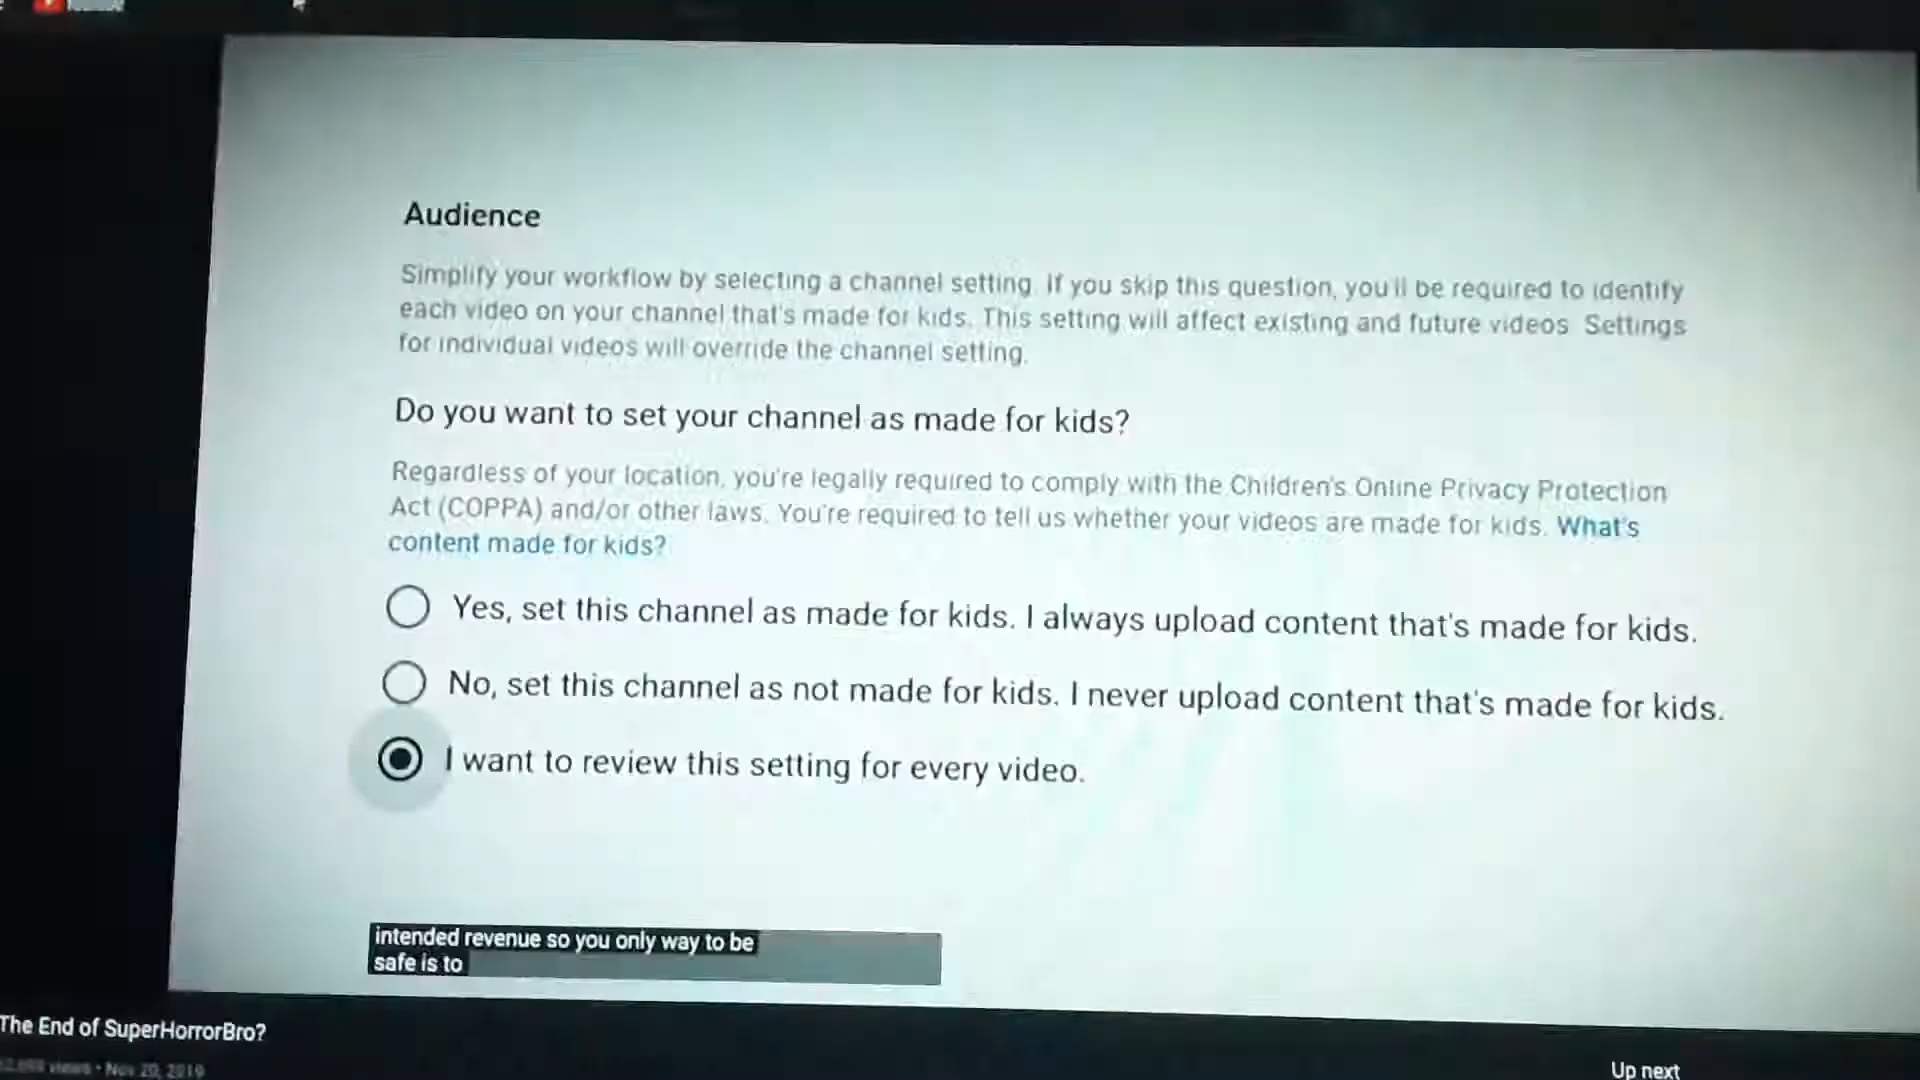 Audience
Simplify your workflow by selecting a channel setting. If you skip this question, you'll be required to identify
each video on your channel that's made for kids. This setting will affect existing and future videos. Settings
for individual videos will override the channel setting.
Do you want to set your channel as made for kids?
Regardless of your location, you're legally required to comply with the Children's Online Privacy Protection
Act (COPPA) and/or other laws. You're required to tell us whether your videos are made for kids. What's
content made for kids?
Yes, set this channel as made for kids. I always upload content that's made for kids.
No, set this channel as not made for kids. I never upload content that's made for kids.
I want to review this setting for every video.
intended revenue so you only way to be
safe is to
The End of SuperHorrorBro?
views • Nov 20, 2019
Up next